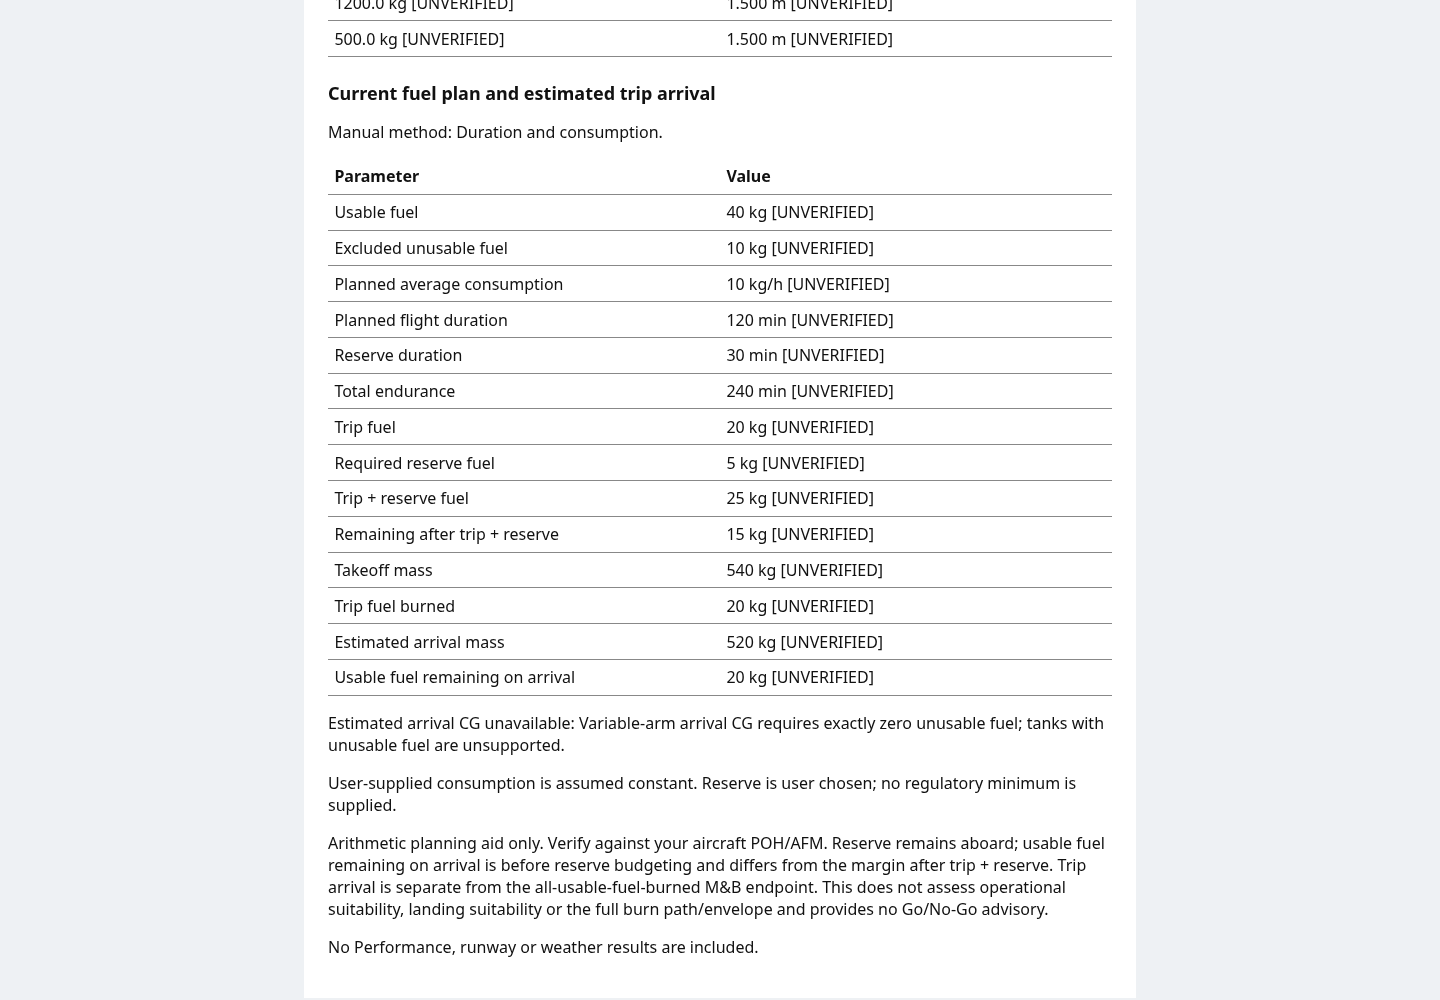 1200.0 kg [UNVERIFIED] 1.500 m [UNVERIFIED]
500.0 kg [UNVERIFIED] 1.500 m [UNVERIFIED]
Current fuel plan and estimated trip arrival
Manual method: Duration and consumption.
Parameter Value
Usable fuel 40 kg [UNVERIFIED]
Excluded unusable fuel 10 kg [UNVERIFIED]
Planned average consumption 10 kg/h [UNVERIFIED]
Planned flight duration 120 min [UNVERIFIED]
Reserve duration 30 min [UNVERIFIED]
Total endurance 240 min [UNVERIFIED]
Trip fuel 20 kg [UNVERIFIED]
Required reserve fuel 5 kg [UNVERIFIED]
Trip + reserve fuel 25 kg [UNVERIFIED]
Remaining after trip + reserve 15 kg [UNVERIFIED]
Takeoff mass 540 kg [UNVERIFIED]
Trip fuel burned 20 kg [UNVERIFIED]
Estimated arrival mass 520 kg [UNVERIFIED]
Usable fuel remaining on arrival 20 kg [UNVERIFIED]
Estimated arrival CG unavailable: Variable-arm arrival CG requires exactly zero unusable fuel; tanks with
unusable fuel are unsupported.
User-supplied consumption is assumed constant. Reserve is user chosen; no regulatory minimum is
supplied.
Arithmetic planning aid only. Verify against your aircraft POH/AFM. Reserve remains aboard; usable fuel
remaining on arrival is before reserve budgeting and differs from the margin after trip + reserve. Trip
arrival is separate from the all-usable-fuel-burned M&B endpoint. This does not assess operational
suitability, landing suitability or the full burn path/envelope and provides no Go/No-Go advisory.
No Performance, runway or weather results are included.